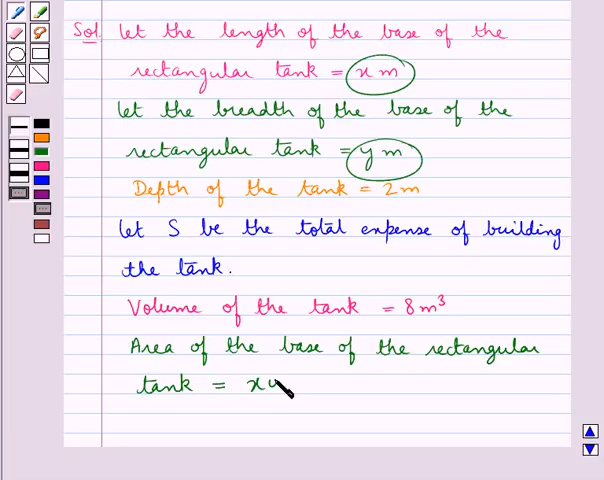 Sol. Let the length of the base of the
rectangular tank = x m
Let the breadth of the base of the
rectangular tank = y m
Depth of the tank = 2m
Let S be the total expense of building
the tank.
Volume of the tank = 8m³
Area of the base of the rectangular
tank = x